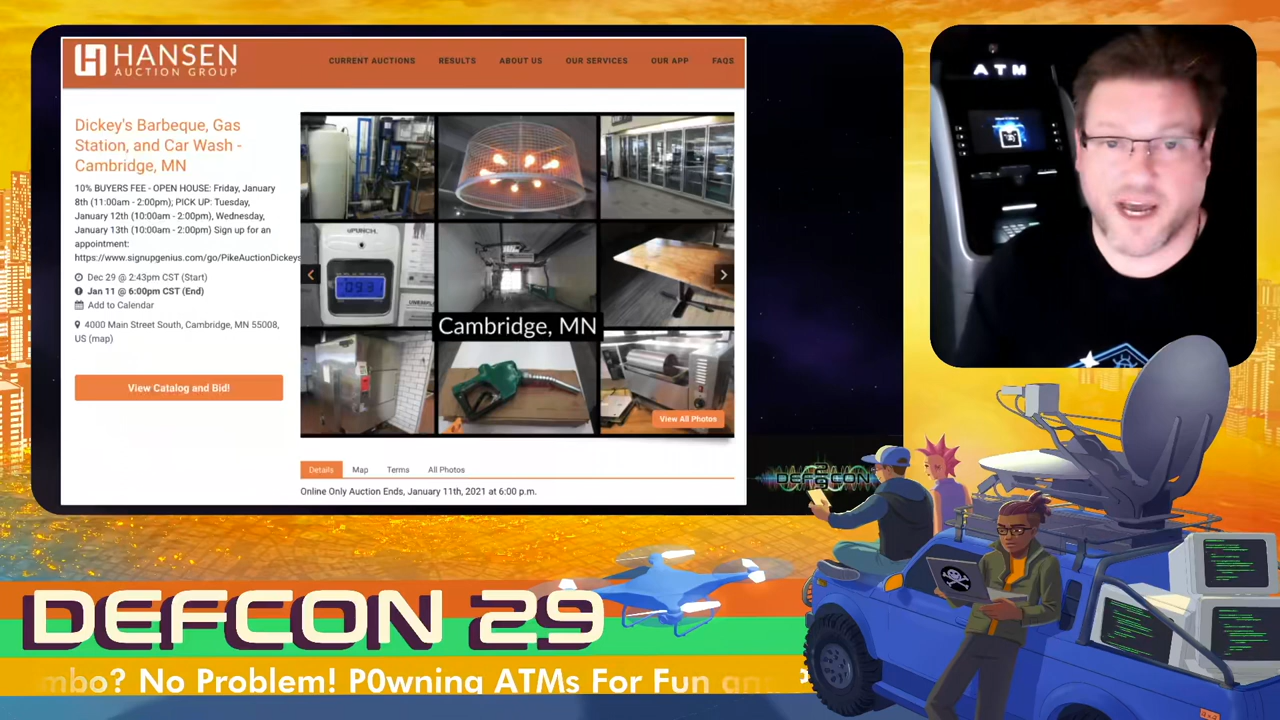 HANSEN
AUCTION GROUP
CURRENT AUCTIONS
RESULTS
ABOUT US
OUR SERVICES
OUR APP
FAQS
Dickey's Barbeque, Gas
Station, and Car Wash -
Cambridge, MN
10% BUYERS FEE - OPEN HOUSE: Friday, January
8th (11:00am - 2:00pm); PICK UP: Tuesday,
January 12th (10:00am - 2:00pm), Wednesday,
January 13th (10:00am - 2:00pm) Sign up for an
appointment:
https://www.signupgenius.com/go/PikeAuctionDickeys
Dec 29 @ 2:43pm CST (Start)
Jan 11 @ 6:00pm CST (End)
Add to Calendar
4000 Main Street South, Cambridge, MN 55008,
US (map)
View Catalog and Bid!
uPUNCH
Cambridge, MN
View All Photos
Details
Map
Terms
All Photos
Online Only Auction Ends, January 11th, 2021 at 6:00 p.m.
ATM
DEFCON
DEFCON 29
mbo? No Problem! P0wning ATMs For Fun an